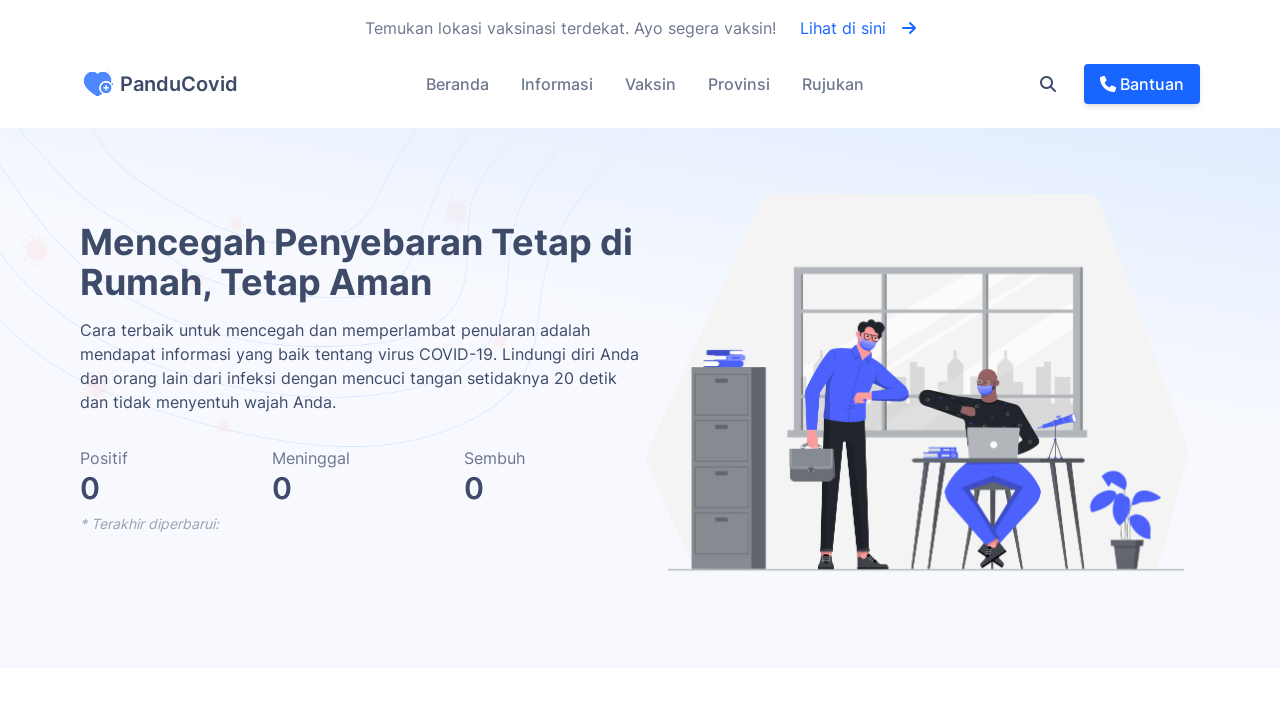 Temukan lokasi vaksinasi terdekat. Ayo segera vaksin! Lihat di sini
PanduCovid Beranda Informasi Vaksin Provinsi Rujukan Bantuan
Mencegah Penyebaran Tetap di
Rumah, Tetap Aman
Cara terbaik untuk mencegah dan memperlambat penularan adalah
mendapat informasi yang baik tentang virus COVID-19. Lindungi diri Anda
dan orang lain dari infeksi dengan mencuci tangan setidaknya 20 detik
dan tidak menyentuh wajah Anda.
Positif Meninggal Sembuh
0 0 0
* Terakhir diperbarui: